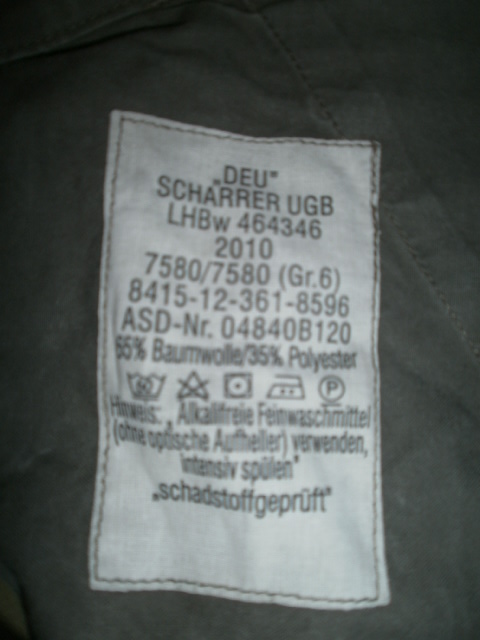 „DEU"
SCHARRER UGB
LHBw 464346
2010
7580/7580 (Gr.6)
8415-12-361-8596
ASD-Nr. 04840B120
65% Baumwolle/35% Polyester
Hinweis: „Alkalifreie Feinwaschmittel
(ohne optische Aufheller) verwenden,
intensiv spülen"
„schadstoffgeprüft"